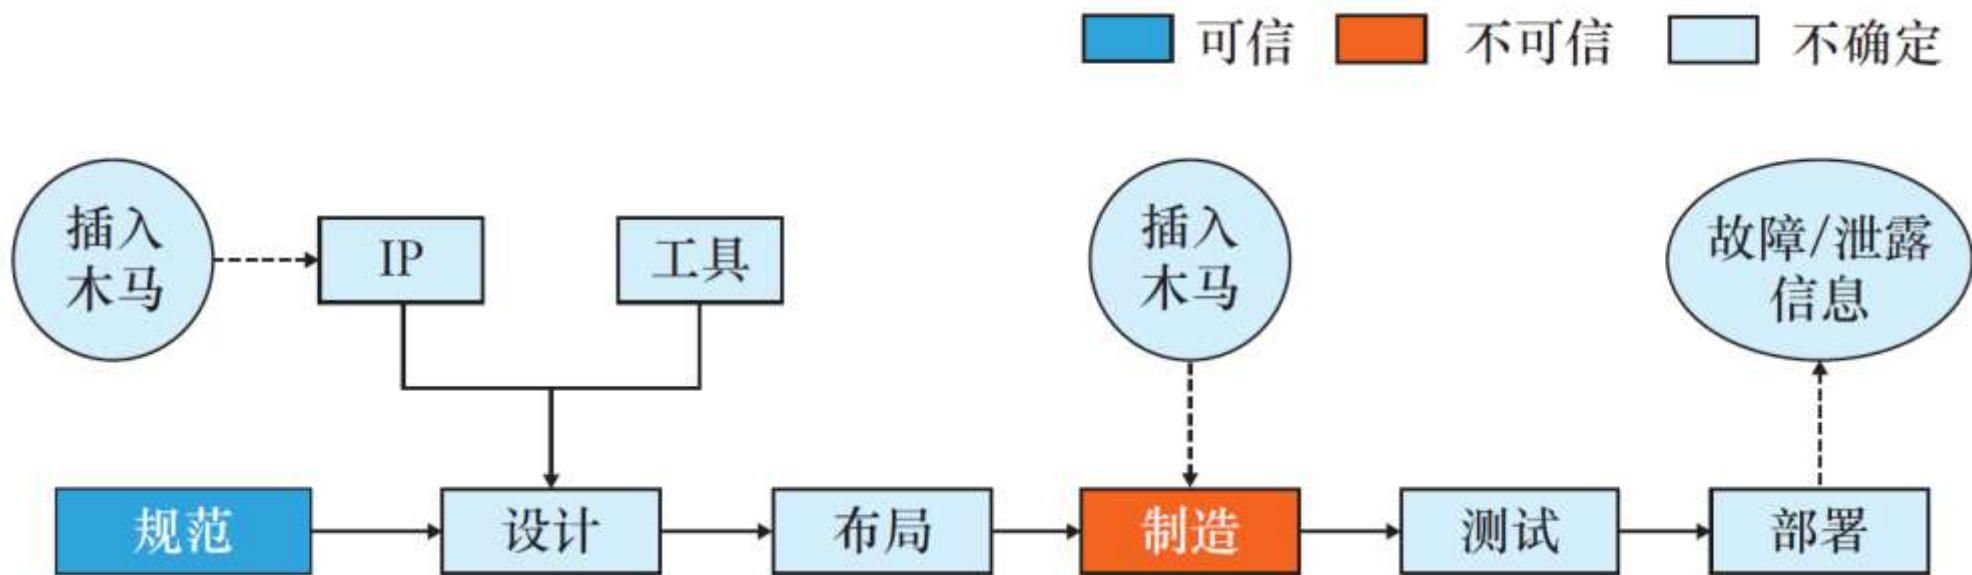 可信
不可信
不确定
插入
木马
IP
工具
插入
木马
故障/泄露
信息
规范
设计
布局
制造
测试
部署